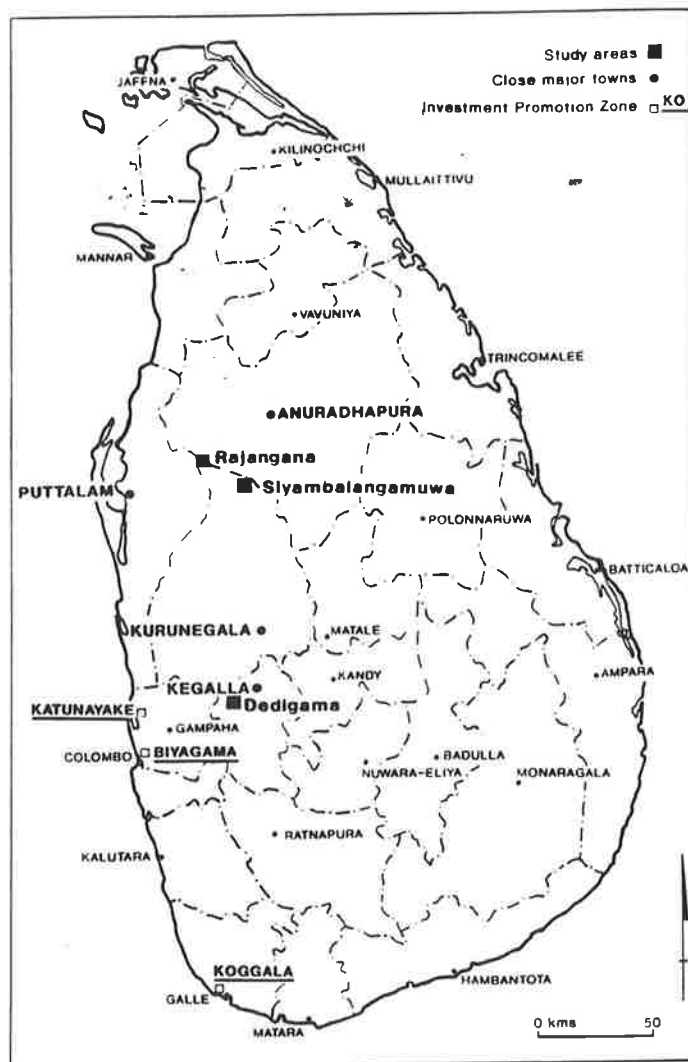 Study areas
Close major towns
Investment Promotion Zone KO
JAFFNA
KILINOCHCHI
MULLAITTIVU
MANNAR
VAVUNIYA
TRINCOMALEE
ANURADHAPURA
Rajangana
Siyambalangamuwa
PUTTALAM
POLONNARUWA
BATTICALOA
KURUNEGALA
MATALE
KANDY
AMPARA
KEGALLA
Dedigama
KATUNAYAKE
GAMPAHA
COLOMBO
BIYAGAMA
BADULLA
NUWARA-ELIYA
MONARAGALA
RATNAPURA
KALUTARA
KOGGALA
HAMBANTOTA
GALLE
MATARA
0 kms 50